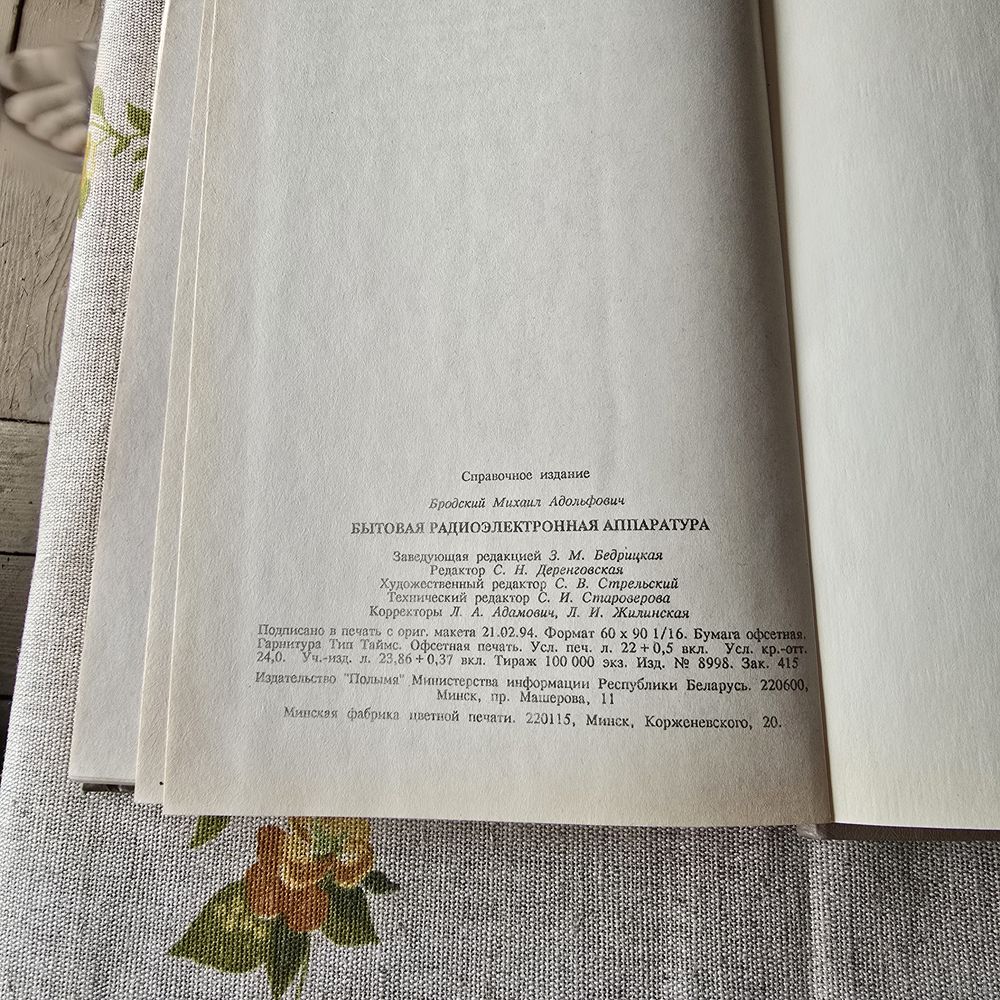 Справочное издание
Бродский Михаил Адольфович
БЫТОВАЯ РАДИОЭЛЕКТРОННАЯ АППАРАТУРА
Заведующая редакцией З. М. Бедрицкая
Редактор С. Н. Деренговская
Художественный редактор С. В. Стрельский
Технический редактор С. И. Староверова
Корректоры Л. А. Адамович, Л. И. Жилинская
Подписано в печать с ориг. макета 21.02.94. Формат 60 х 90 1/16. Бумага офсетная.
Гарнитура Тип Таймс. Офсетная печать. Усл. печ. л. 22+0,5 вкл. Усл. кр.-отт.
24,0. Уч.-изд. л. 23,86+0,37 вкл. Тираж 100 000 экз. Изд. № 8998. Зак. 415
Издательство "Полымя" Министерства информации Республики Беларусь. 220600,
Минск, пр. Машерова, 11
Минская фабрика цветной печати. 220115, Минск, Корженевского, 20.